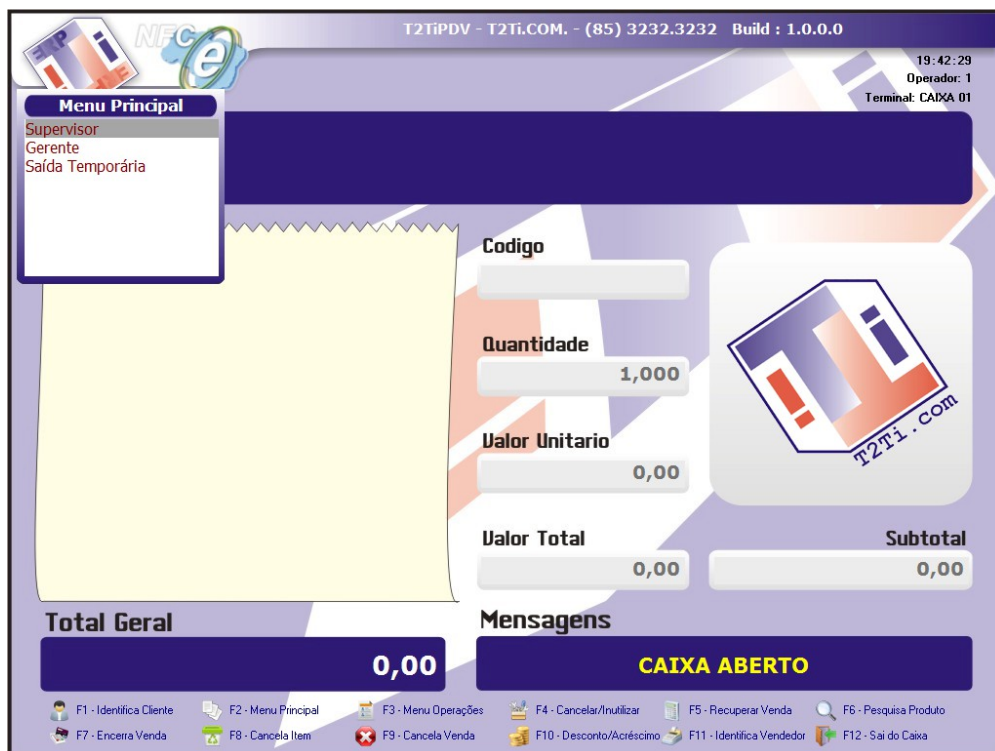 T2TiPDV - T2Ti.COM. - (85) 3232.3232   Build : 1.0.0.0
ERP
NFC
e
19:42:29
Operador: 1
Terminal: CAIXA 01
Menu Principal
Supervisor
Gerente
Saída Temporária
Codigo
Quantidade
1,000
Valor Unitario
0,00
T2Ti.com
Valor Total
Subtotal
0,00
0,00
Total Geral
Mensagens
0,00
CAIXA ABERTO
F1 - Identifica Cliente
F2 - Menu Principal
F3 - Menu Operações
F4 - Cancelar/Inutilizar
F5 - Recuperar Venda
F6 - Pesquisa Produto
F7 - Encerra Venda
F8 - Cancela Item
F9 - Cancela Venda
F10 - Desconto/Acréscimo
F11 - Identifica Vendedor
F12 - Sai do Caixa